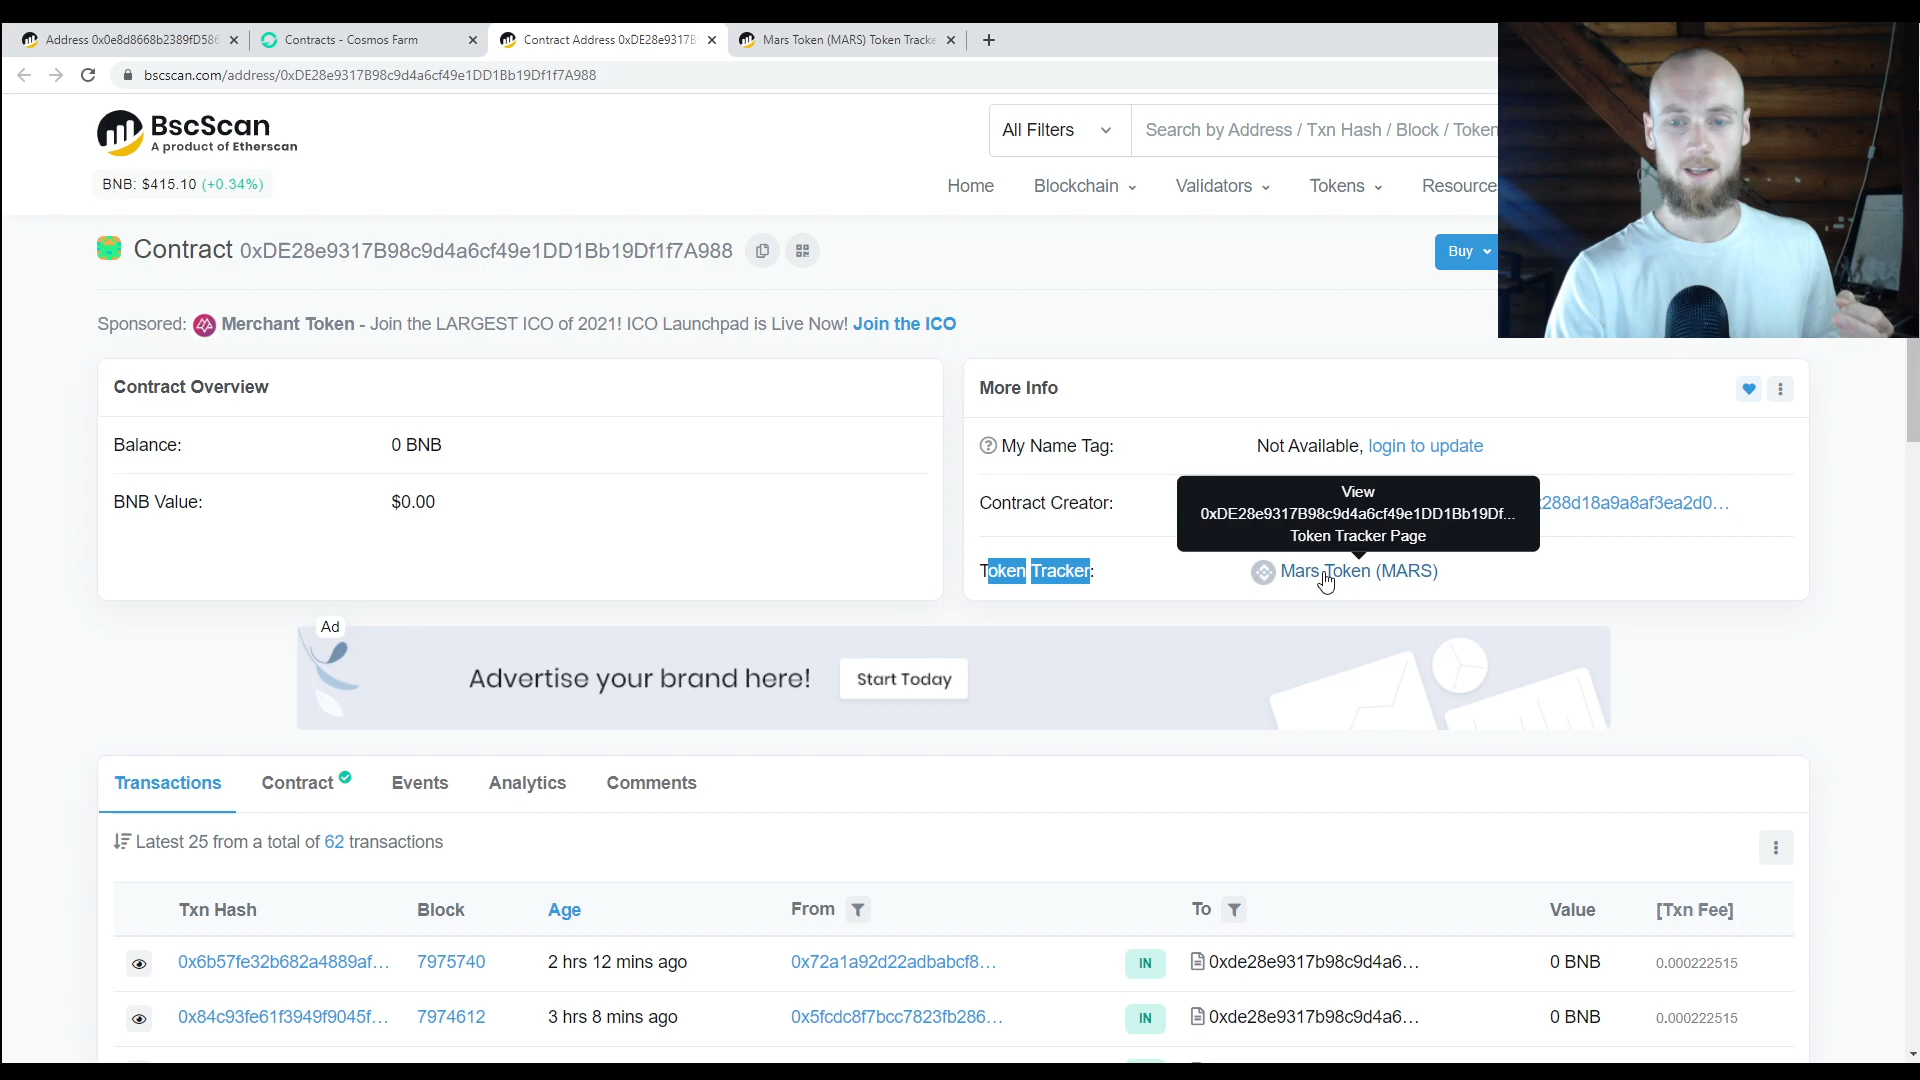 Address 0x0e8d8668b2389fD586
Contracts - Cosmos Farm
Contract Address 0xDE28e9317B
Mars Token (MARS) Token Tracke
bscscan.com/address/0xDE28e9317B98c9d4a6cf49e1DD1Bb19Df1f7A988
BscScan
A product of Etherscan
All Filters
Search by Address / Txn Hash / Block / Token
BNB: $415.10 (+0.34%)
Home
Blockchain
Validators
Tokens
Resource
Contract 0xDE28e9317B98c9d4a6cf49e1DD1Bb19Df1f7A988
Buy
Sponsored: Merchant Token - Join the LARGEST ICO of 2021! ICO Launchpad is Live Now! Join the ICO
Contract Overview
Balance: 0 BNB
BNB Value: $0.00
More Info
My Name Tag: Not Available, login to update
Contract Creator: :288d18a9a8af3ea2d0...
View
0xDE28e9317B98c9d4a6cf49e1DD1Bb19Df...
Token Tracker Page
Token Tracker: Mars Token (MARS)
Ad
Advertise your brand here! Start Today
Transactions
Contract
Events
Analytics
Comments
Latest 25 from a total of 62 transactions
Txn Hash Block Age From To Value [Txn Fee]
0x6b57fe32b682a4889af... 7975740 2 hrs 12 mins ago 0x72a1a92d22adbabcf8... IN 0xde28e9317b98c9d4a6... 0 BNB 0.000222515
0x84c93fe61f3949f9045f... 7974612 3 hrs 8 mins ago 0x5fcdc8f7bcc7823fb286... IN 0xde28e9317b98c9d4a6... 0 BNB 0.000222515